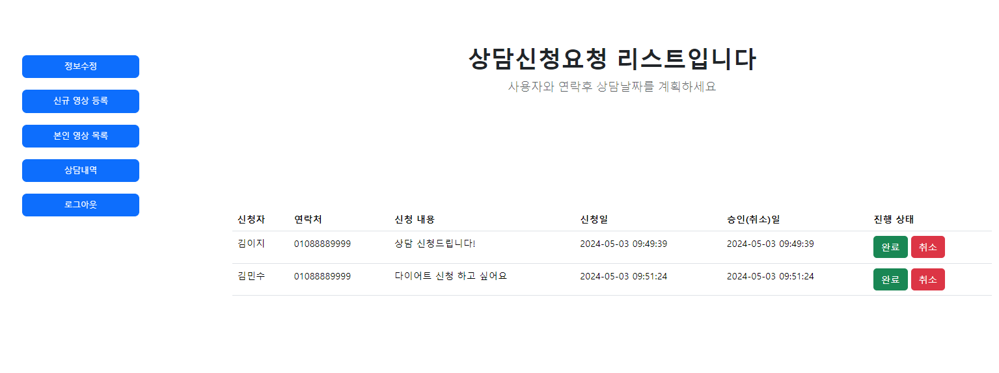 상담신청요청 리스트입니다
사용자와 연락후 상담날짜를 계획하세요
정보수정
신규 영상 등록
본인 영상 목록
상담내역
로그아웃
신청자 연락처 신청 내용 신청일 승인(취소)일 진행 상태
김이지 01088889999 상담 신청드립니다! 2024-05-03 09:49:39 2024-05-03 09:49:39 완료 취소
김민수 01088889999 다이어트 신청 하고 싶어요 2024-05-03 09:51:24 2024-05-03 09:51:24 완료 취소